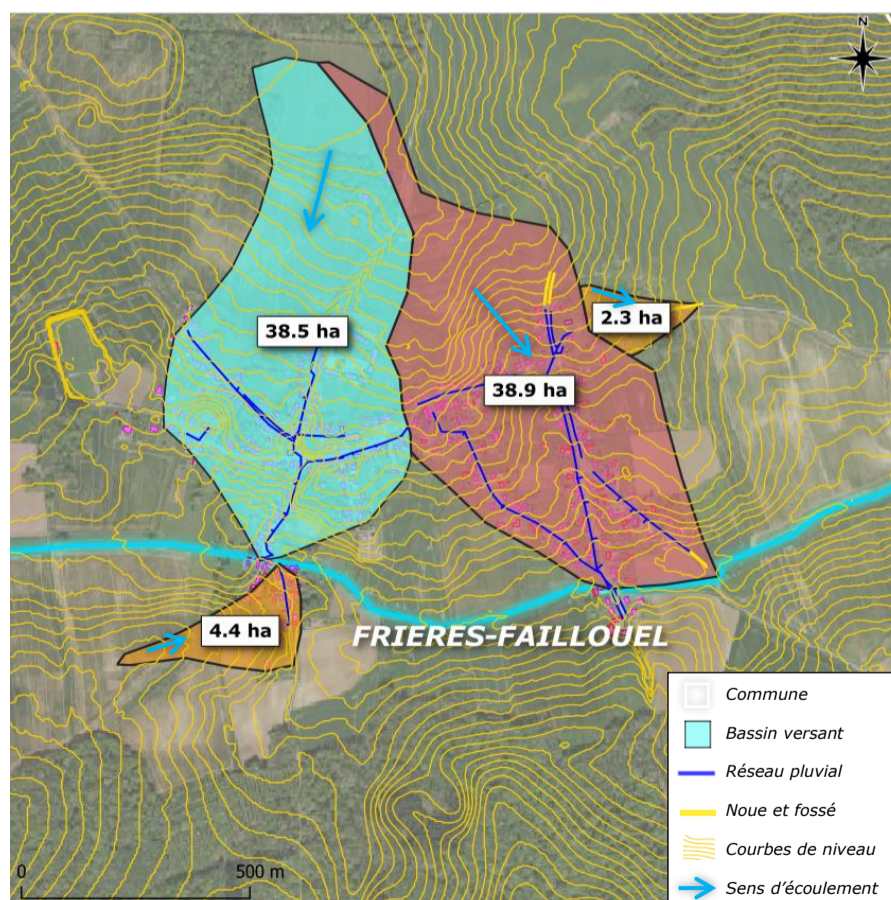 N
38.5 ha
2.3 ha
38.9 ha
4.4 ha
FRIERES-FAILLOUEL
Commune
Bassin versant
Réseau pluvial
Noue et fossé
Courbes de niveau
Sens d'écoulement
0
500 m